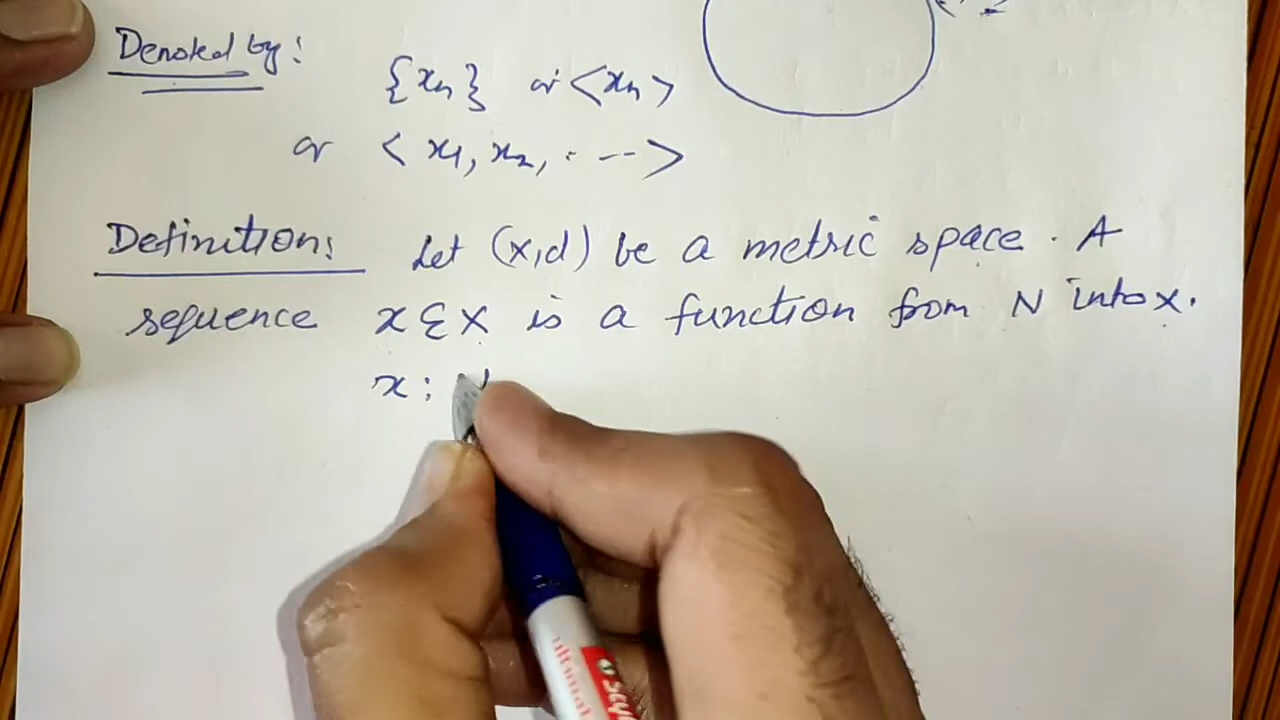 Denoted by:
{xn} or <xn>
or < x1, x2, . -- >
Definition: Let (x,d) be a metric space. A
sequence x ∈ X is a function from N into X.
x : N